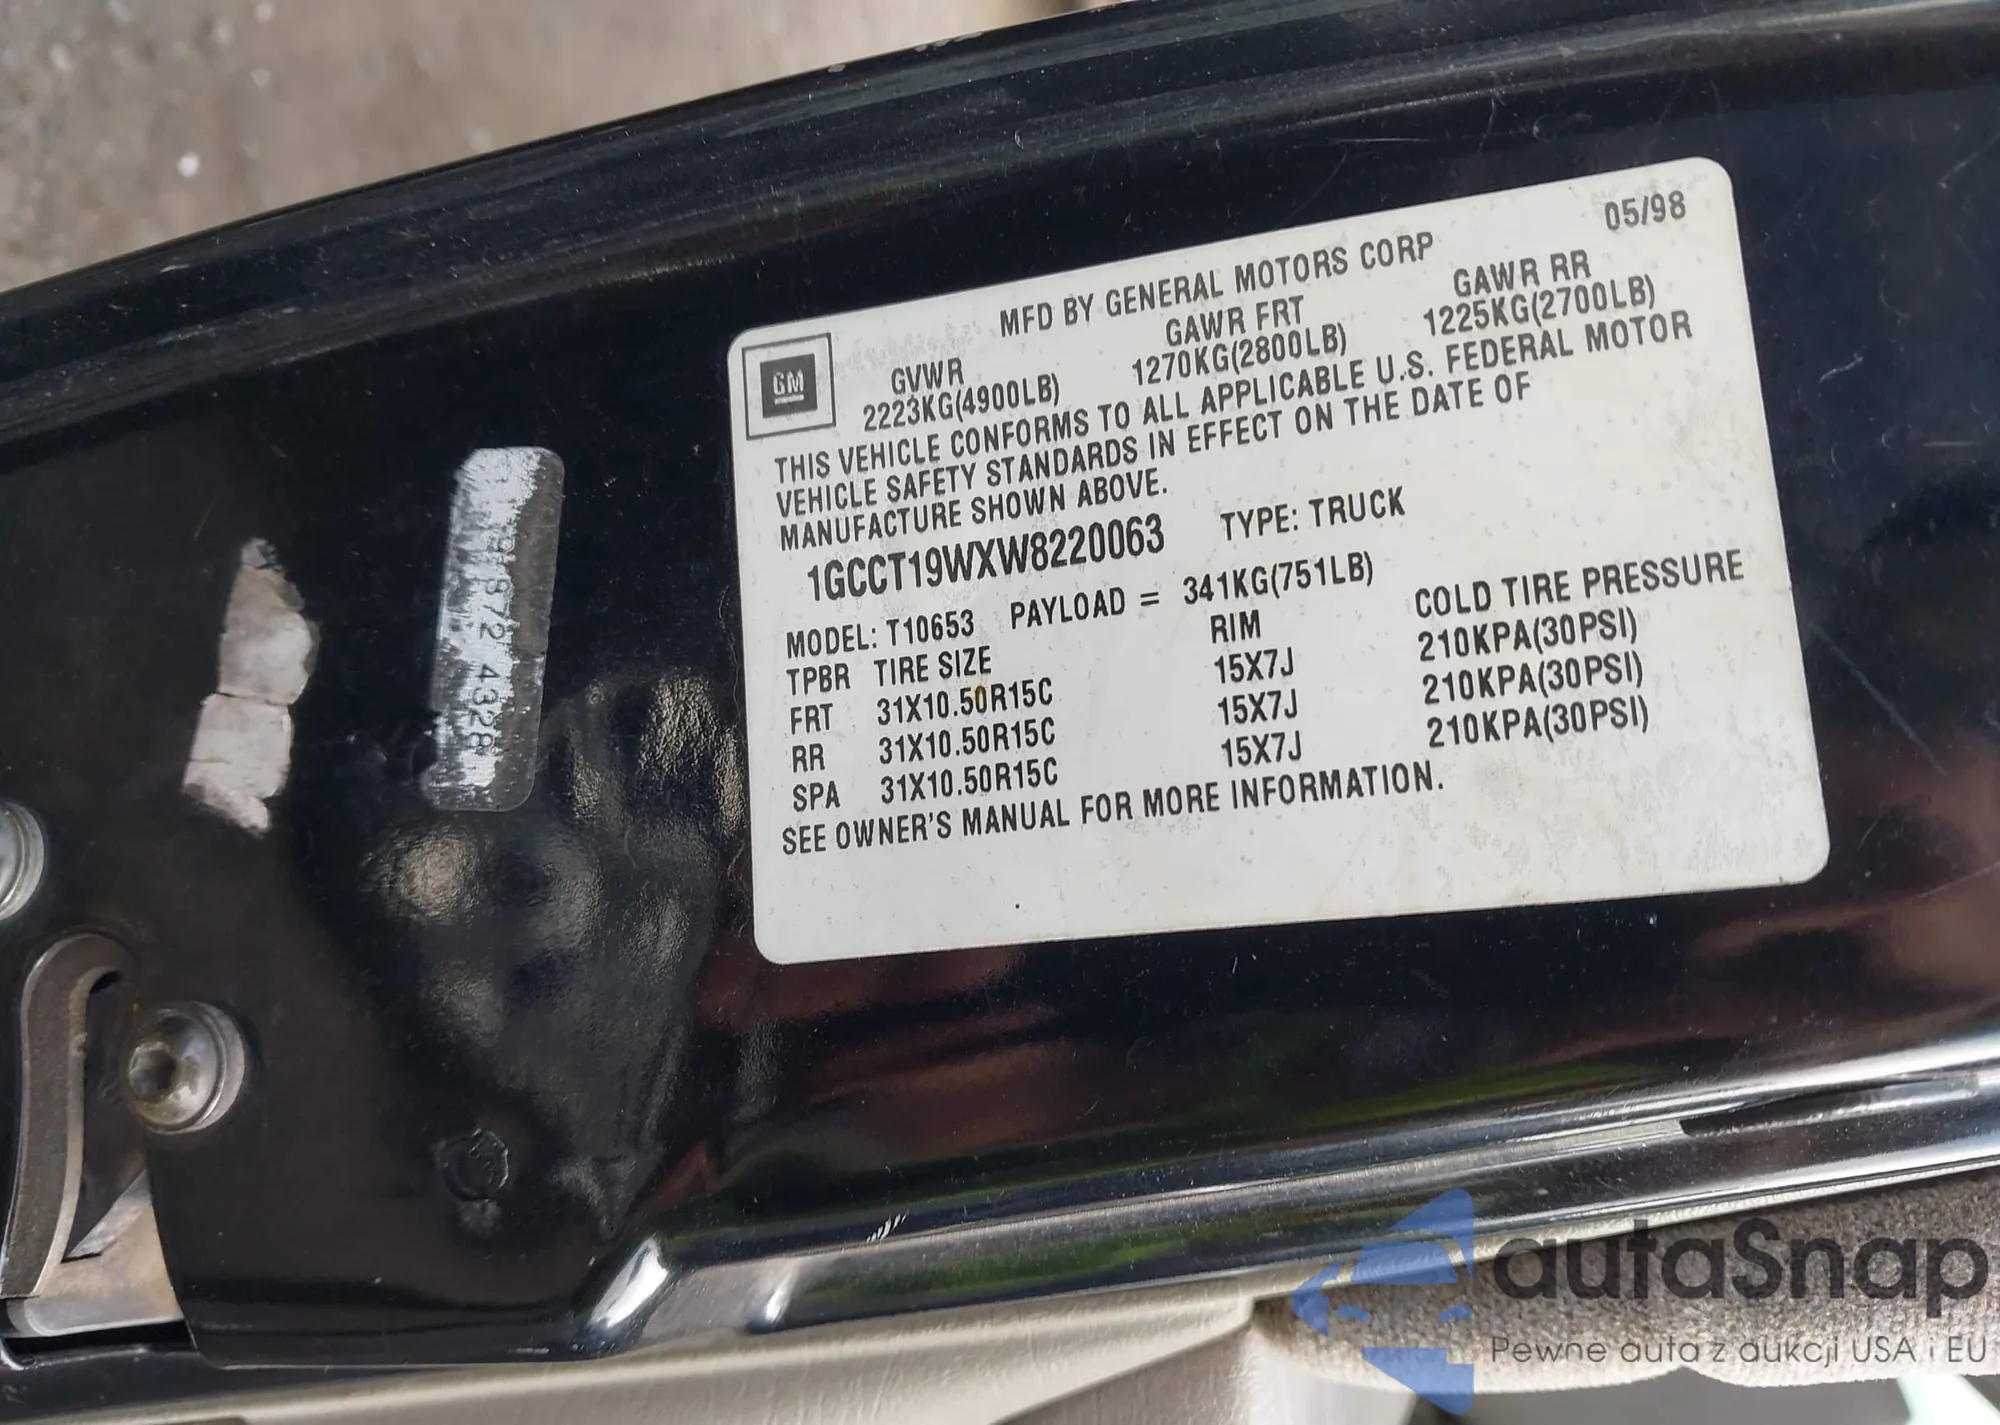 05/98
MFD BY GENERAL MOTORS CORP
GM
GVWR GAWR FRT GAWR RR
2223KG(4900LB) 1270KG(2800LB) 1225KG(2700LB)
THIS VEHICLE CONFORMS TO ALL APPLICABLE U.S. FEDERAL MOTOR
VEHICLE SAFETY STANDARDS IN EFFECT ON THE DATE OF
MANUFACTURE SHOWN ABOVE.
1GCCT19WXW8220063 TYPE: TRUCK
MODEL: T10653 PAYLOAD = 341KG(751LB)
TPBR TIRE SIZE RIM COLD TIRE PRESSURE
FRT 31X10.50R15C 15X7J 210KPA(30PSI)
RR 31X10.50R15C 15X7J 210KPA(30PSI)
SPA 31X10.50R15C 15X7J 210KPA(30PSI)
SEE OWNER'S MANUAL FOR MORE INFORMATION.
4328
autaSnap
Pewne auta z aukcji USA i EU